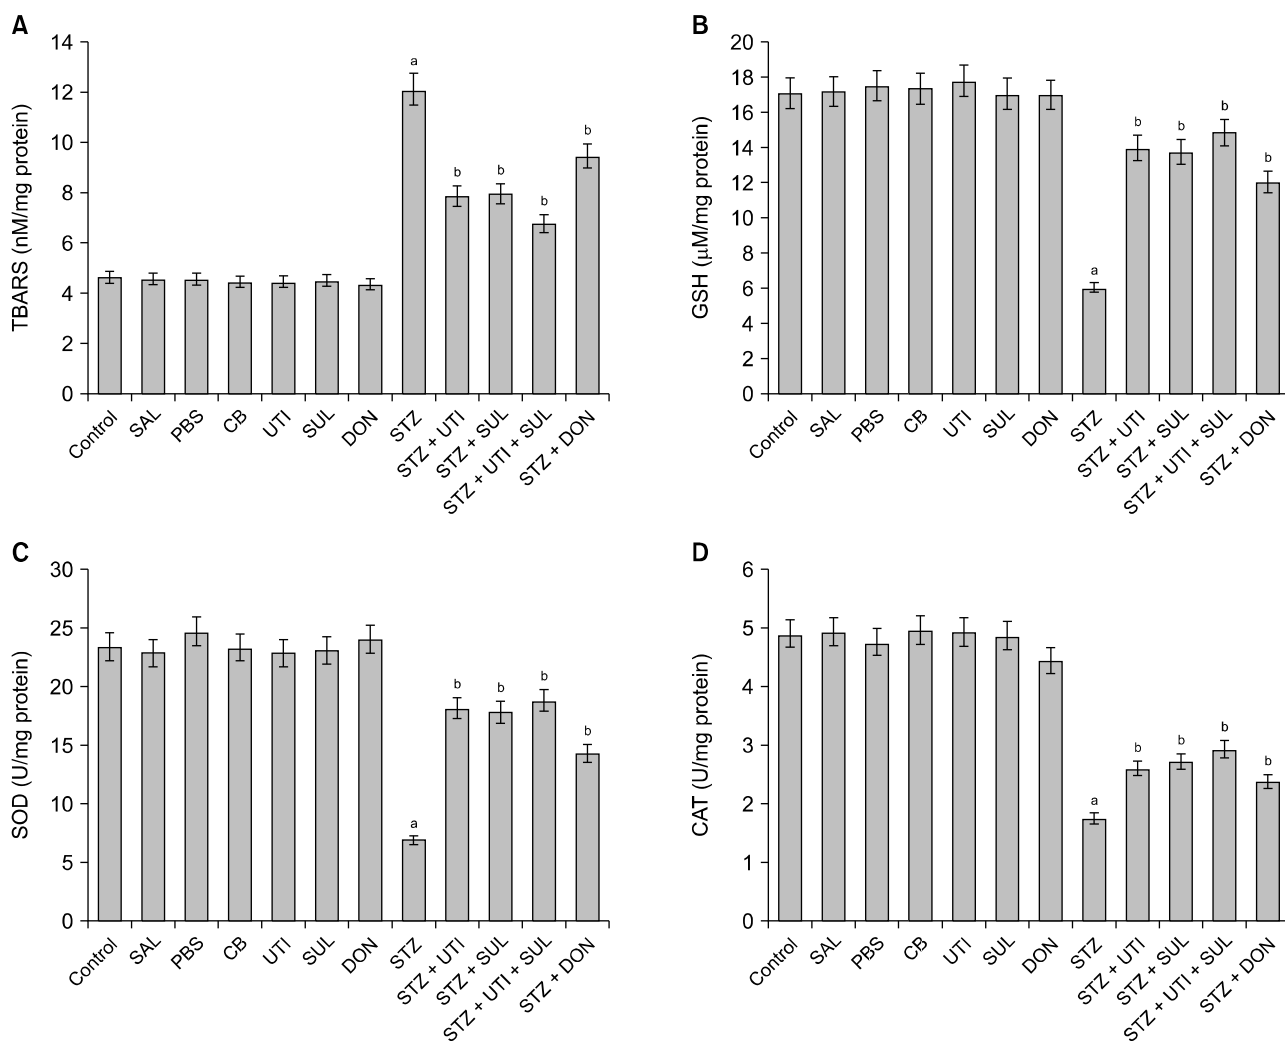 A
TBARS (nM/mg protein)
14
12
10
8
6
4
2
0
a
b
b
b
b
Control
SAL
PBS
CB
UTI
SUL
DON
STZ
STZ + UTI
STZ + SUL
STZ + UTI + SUL
STZ + DON
B
GSH (μM/mg protein)
20
18
16
14
12
10
8
6
4
2
0
a
b
b
b
b
Control
SAL
PBS
CB
UTI
SUL
DON
STZ
STZ + UTI
STZ + SUL
STZ + UTI + SUL
STZ + DON
C
SOD (U/mg protein)
30
25
20
15
10
5
0
a
b
b
b
b
Control
SAL
PBS
CB
UTI
SUL
DON
STZ
STZ + UTI
STZ + SUL
STZ + UTI + SUL
STZ + DON
D
CAT (U/mg protein)
6
5
4
3
2
1
0
a
b
b
b
b
Control
SAL
PBS
CB
UTI
SUL
DON
STZ
STZ + UTI
STZ + SUL
STZ + UTI + SUL
STZ + DON